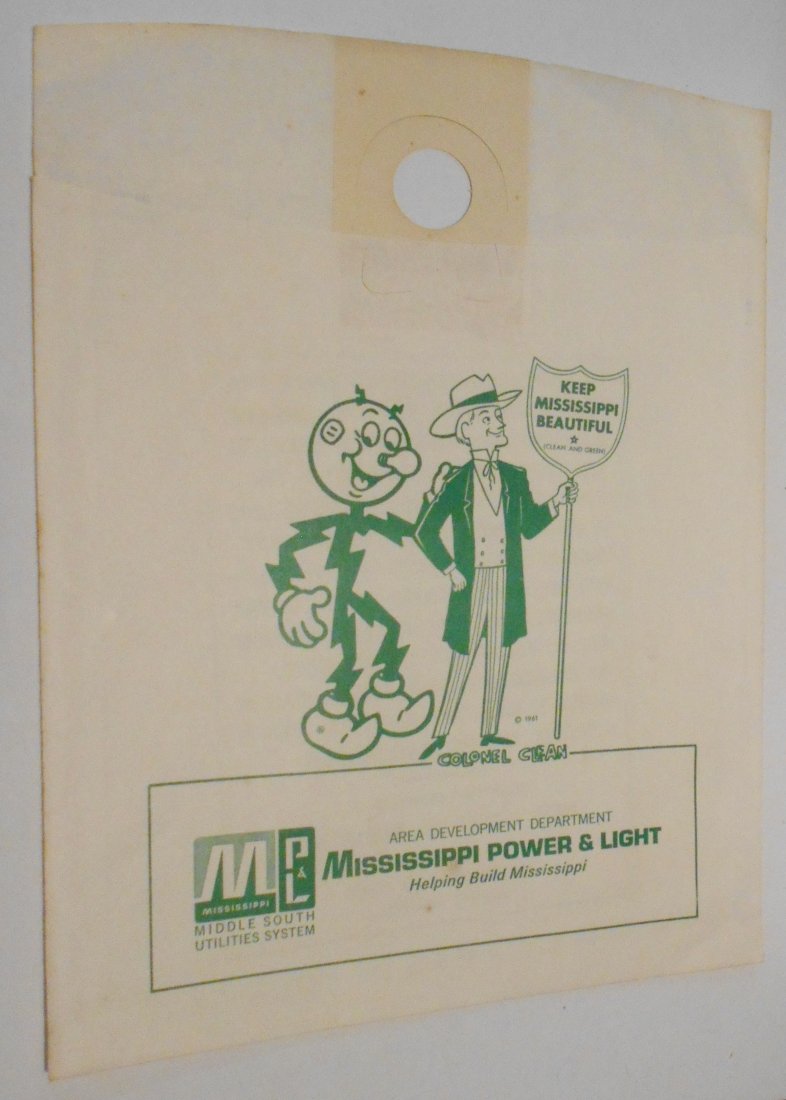 KEEP
MISSISSIPPI
BEAUTIFUL
(CLEAN AND GREEN)
© 1961
COLONEL CLEAN
AREA DEVELOPMENT DEPARTMENT
MISSISSIPPI POWER & LIGHT
Helping Build Mississippi
M P&L
MISSISSIPPI
MIDDLE SOUTH
UTILITIES SYSTEM